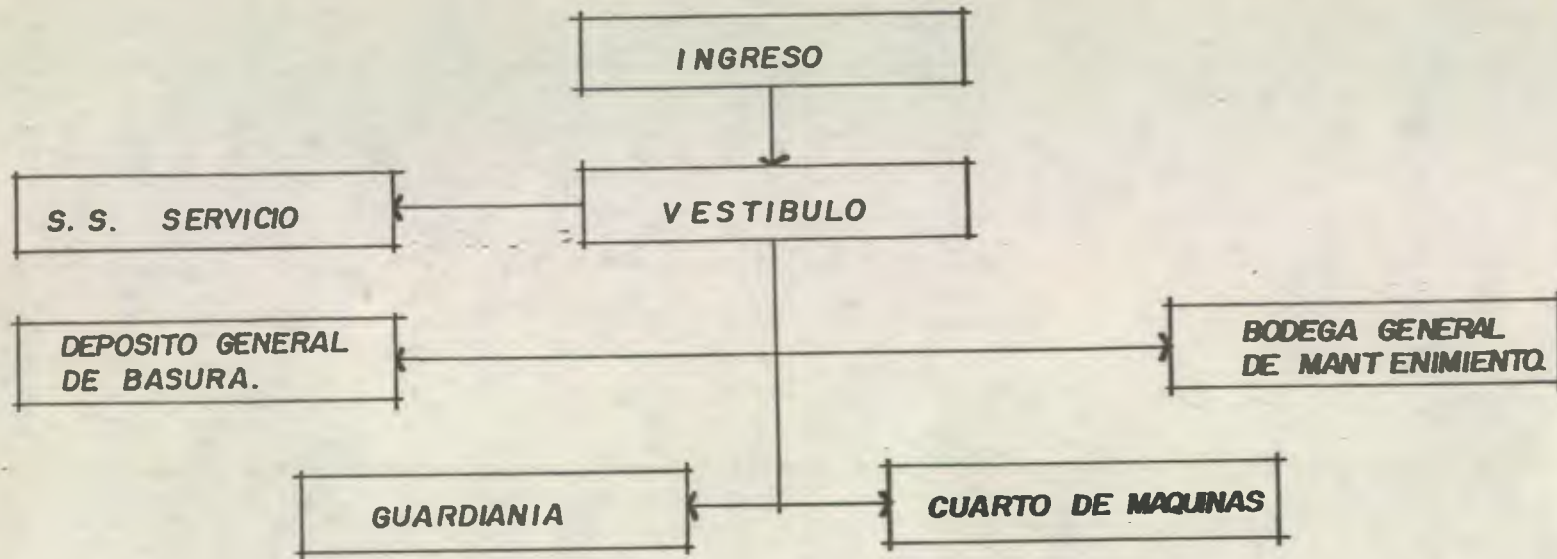 INGRESO
S. S. SERVICIO
VESTIBULO
DEPOSITO GENERAL
DE BASURA.
BODEGA GENERAL
DE MANTENIMIENTO.
GUARDIANIA
CUARTO DE MAQUINAS